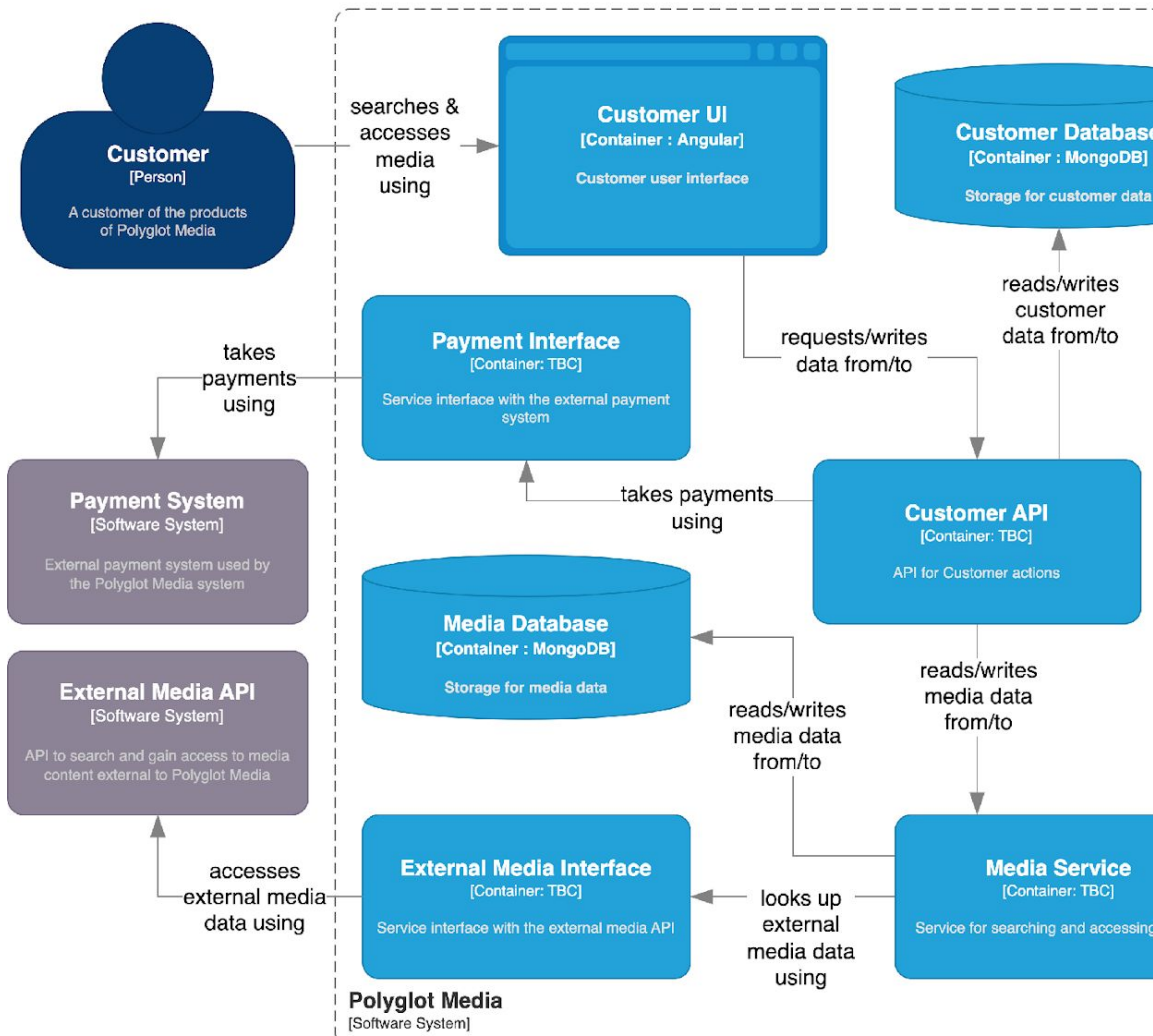 Customer
[Person]
A customer of the products
of Polyglot Media
searches &
accesses
media
using
Customer UI
[Container : Angular]
Customer user interface
Customer Database
[Container : MongoDB]
Storage for customer data
reads/writes
customer
data from/to
requests/writes
data from/to
Payment Interface
[Container: TBC]
Service interface with the external payment
system
takes
payments
using
Payment System
[Software System]
External payment system used by
the Polyglot Media system
takes payments
using
Customer API
[Container: TBC]
API for Customer actions
Media Database
[Container : MongoDB]
Storage for media data
External Media API
[Software System]
API to search and gain access to media
content external to Polyglot Media
reads/writes
media data
from/to
reads/writes
media data
from/to
accesses
external media
data using
External Media Interface
[Container: TBC]
Service interface with the external media API
looks up
external
media data
using
Media Service
[Container: TBC]
Service for searching and accessing
Polyglot Media
[Software System]